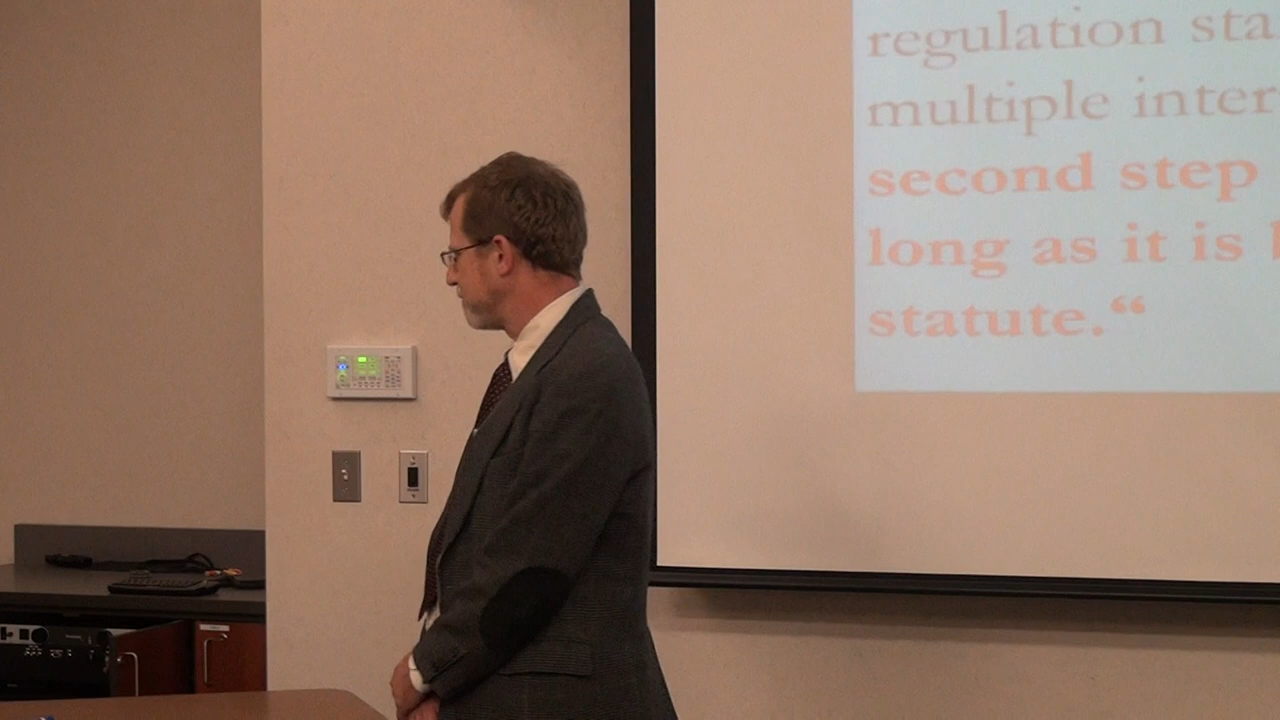 regulation sta
multiple inter
second step
long as it is
statute.“